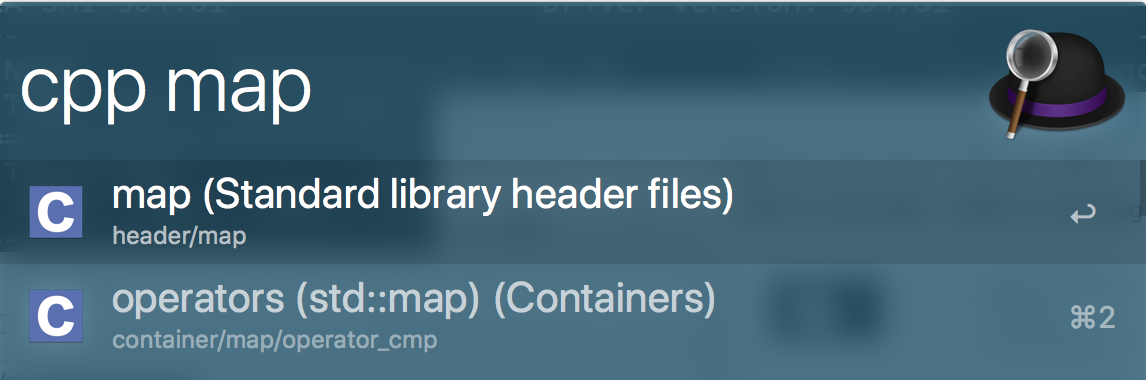 cpp map
map (Standard library header files)
header/map
↩
operators (std::map) (Containers)
container/map/operator_cmp
⌘2
C
C